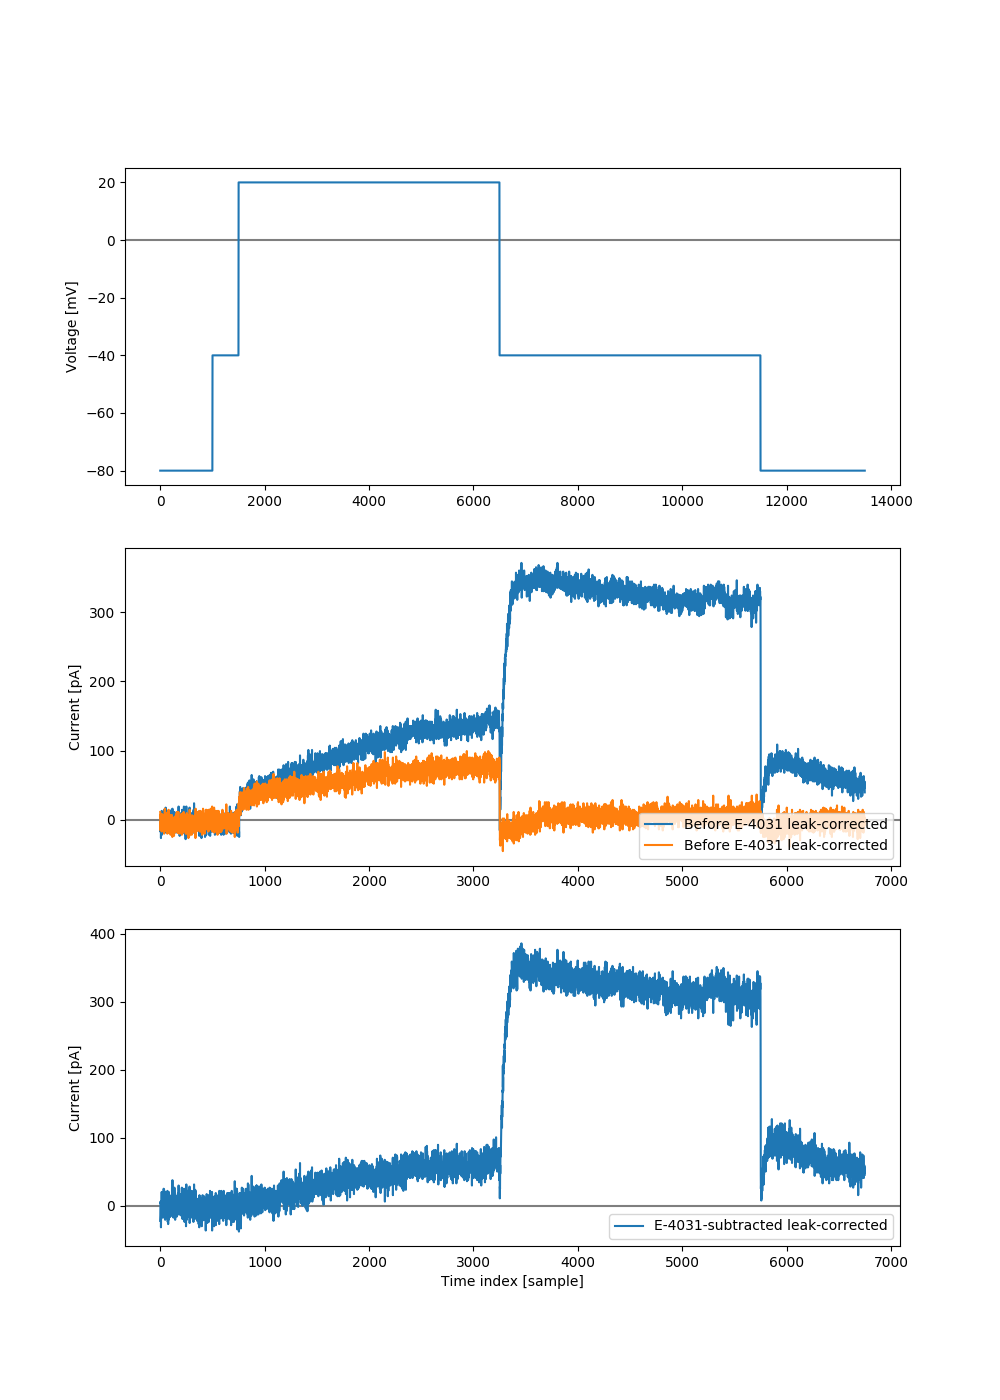 20
0
−20
−40
−60
−80
Voltage [mV]
0 2000 4000 6000 8000 10000 12000 14000
300
200
100
0
Current [pA]
Before E-4031 leak-corrected
Before E-4031 leak-corrected
0 1000 2000 3000 4000 5000 6000 7000
400
300
200
100
0
Current [pA]
E-4031-subtracted leak-corrected
0 1000 2000 3000 4000 5000 6000 7000
Time index [sample]